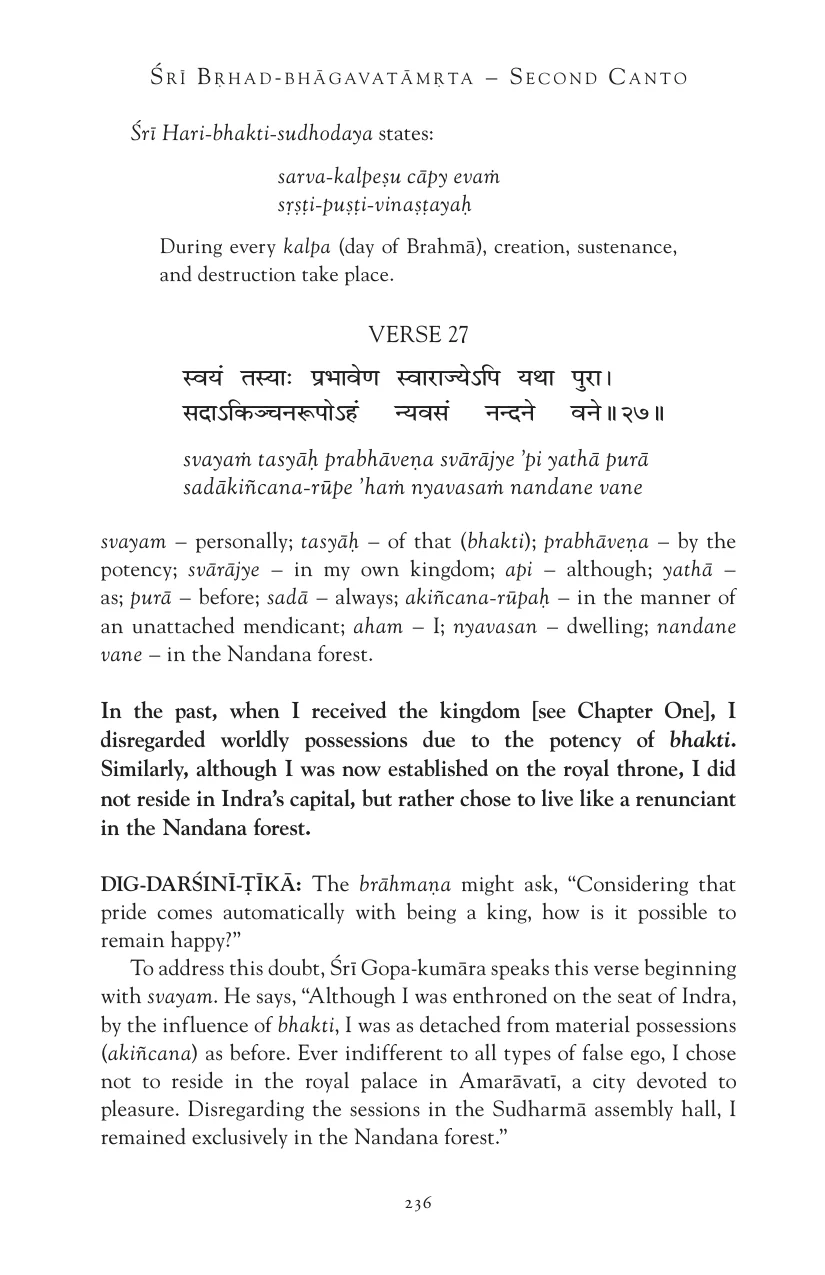 Śrī Bṛhad-bhāgavatāmṛta – Second Canto
Śrī Hari-bhakti-sudhodaya states:
sarva-kalpeṣu cāpy evaṁ
sṛṣṭi-puṣṭi-vinaṣṭayaḥ
During every kalpa (day of Brahmā), creation, sustenance,
and destruction take place.
VERSE 27
स्वयं तस्याः प्रभावेण स्वाराज्येऽपि यथा पुरा।
सदाऽकिञ्चनरूपोऽहं न्यवसं नन्दने वने॥२७॥
svayaṁ tasyāḥ prabhāveṇa svārājye ’pi yathā purā
sadākiñcana-rūpe ’haṁ nyavasaṁ nandane vane
svayam – personally; tasyāḥ – of that (bhakti); prabhāveṇa – by the
potency; svārājye – in my own kingdom; api – although; yathā –
as; purā – before; sadā – always; akiñcana-rūpaḥ – in the manner of
an unattached mendicant; aham – I; nyavasan – dwelling; nandane
vane – in the Nandana forest.
In the past, when I received the kingdom [see Chapter One], I
disregarded worldly possessions due to the potency of bhakti.
Similarly, although I was now established on the royal throne, I did
not reside in Indra’s capital, but rather chose to live like a renunciant
in the Nandana forest.
DIG-DARŚINĪ-ṬĪKĀ: The brāhmaṇa might ask, “Considering that
pride comes automatically with being a king, how is it possible to
remain happy?”
To address this doubt, Śrī Gopa-kumāra speaks this verse beginning
with svayam. He says, “Although I was enthroned on the seat of Indra,
by the influence of bhakti, I was as detached from material possessions
(akiñcana) as before. Ever indifferent to all types of false ego, I chose
not to reside in the royal palace in Amarāvatī, a city devoted to
pleasure. Disregarding the sessions in the Sudharmā assembly hall, I
remained exclusively in the Nandana forest.”
236